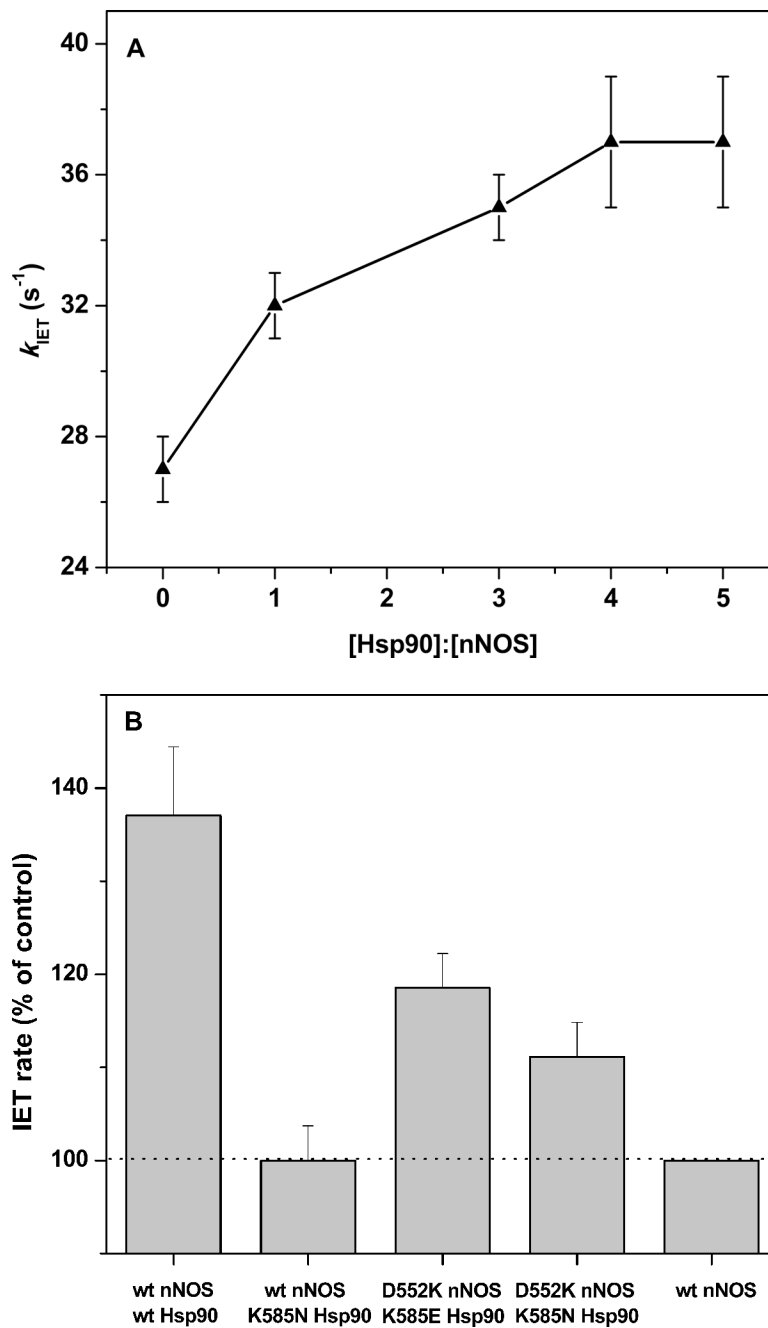 A
40
36
32
28
24
k_IET (s⁻¹)
0 1 2 3 4 5
[Hsp90]:[nNOS]
B
140
120
100
IET rate (% of control)
wt nNOS
wt Hsp90
wt nNOS
K585N Hsp90
D552K nNOS
K585E Hsp90
D552K nNOS
K585N Hsp90
wt nNOS